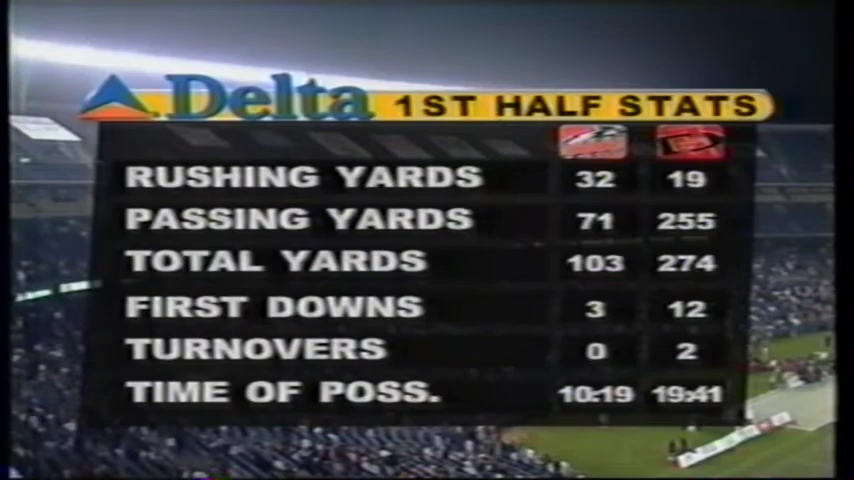 Delta 1ST HALF STATS
RUSHING YARDS 32 19
PASSING YARDS 71 255
TOTAL YARDS 103 274
FIRST DOWNS 3 12
TURNOVERS 0 2
TIME OF POSS. 10:19 19:41